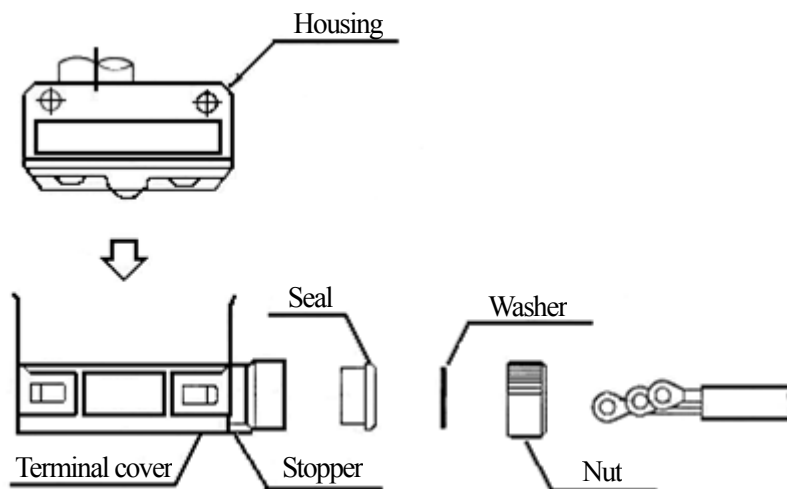 Housing
Seal
Washer
Terminal cover
Stopper
Nut